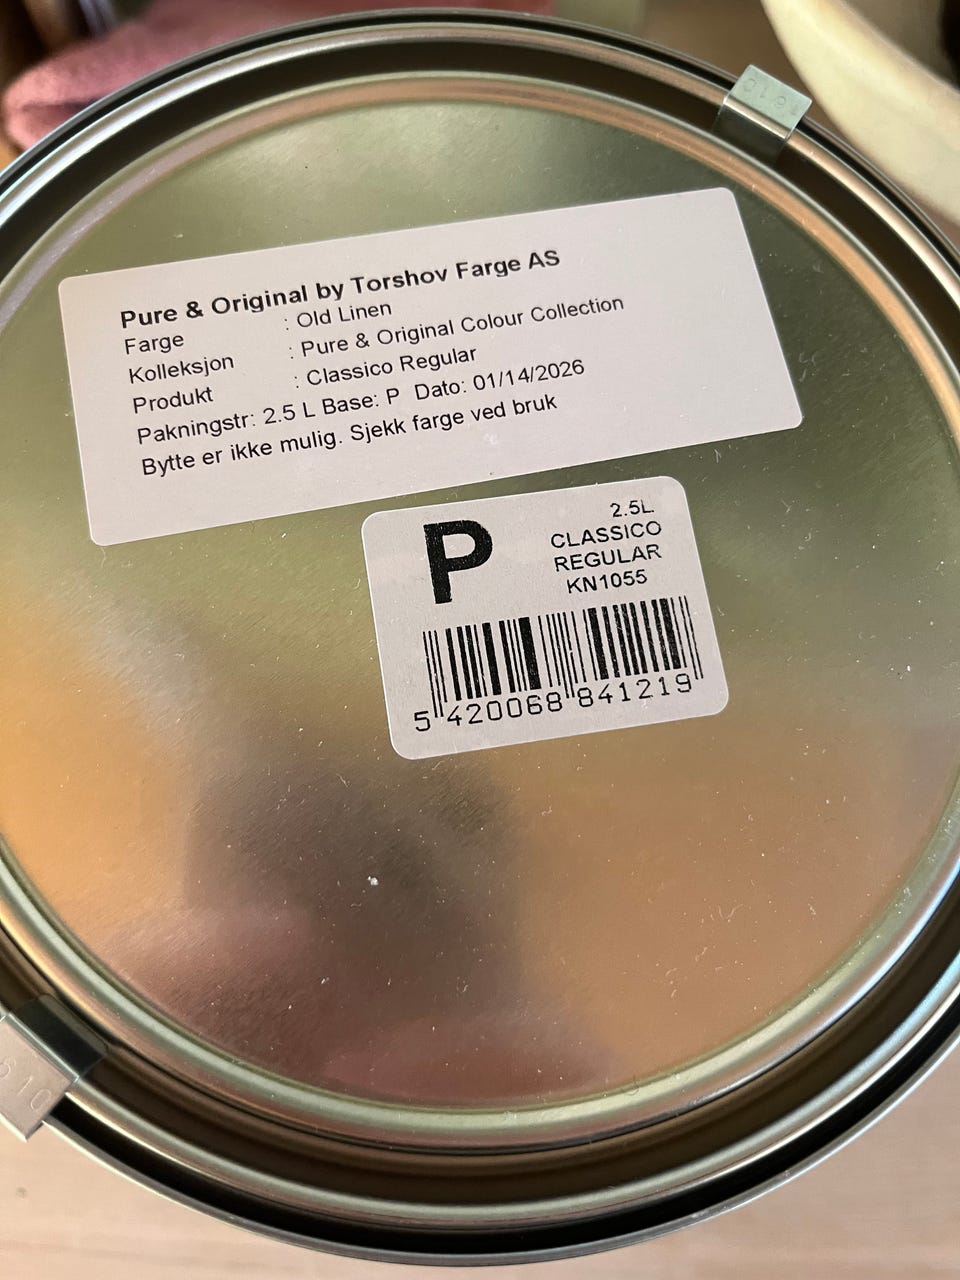 Pure & Original by Torshov Farge AS
Farge : Old Linen
Kolleksjon : Pure & Original Colour Collection
Produkt : Classico Regular
Pakningstr: 2.5 L Base: P Dato: 01/14/2026
Bytte er ikke mulig. Sjekk farge ved bruk
P
2.5L
CLASSICO
REGULAR
KN1055
5 420068 841219